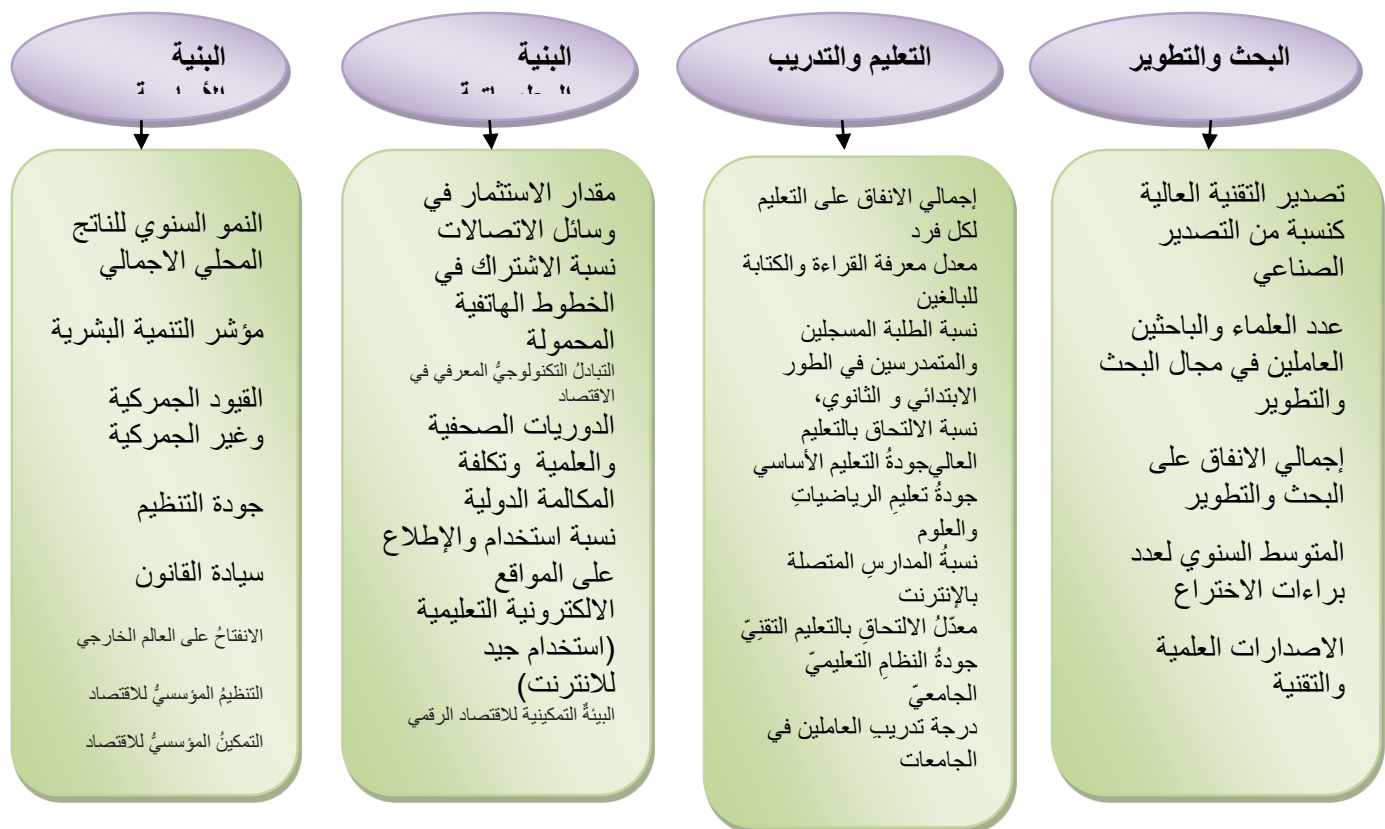 البحث والتطوير
تصدير التقنية العالية
كنسبة من التصدير
الصناعي
عدد العلماء والباحثين
العاملين في مجال البحث
والتطوير
إجمالي الانفاق على
البحث والتطوير
المتوسط السنوي لعدد
براءات الاختراع
الاصدارات العلمية
والتقنية
التعليم والتدريب
إجمالي الانفاق على التعليم
لكل فرد
معدل معرفة القراءة والكتابة
للبالغين
نسبة الطلبة المسجلين
والمتمدرسين في الطور
الابتدائي و الثانوي،
نسبة الالتحاق بالتعليم
العاليجودةُ التعليم الأساسي
جودةُ تعليمِ الرياضياتِ
والعلوم
نسبةُ المدارسِ المتصلة
بالإنترنت
معدّلُ الالتحاقِ بالتعليم التقنِيّ
جودةُ النظامِ التعليميّ
الجامعيّ
درجة تدريبِ العاملين في
الجامعات
البنية
مقدار الاستثمار في
وسائل الاتصالات
نسبة الاشتراك في
الخطوط الهاتفية
المحمولة
التبادلُ التكنولوجيُّ المعرفي في
الاقتصاد
الدوريات الصحفية
والعلمية وتكلفة
المكالمة الدولية
نسبة استخدام والإطلاع
على المواقع
الالكترونية التعليمية
(استخدام جيد
للانترنت)
البيئةٌ التمكينية للاقتصاد الرقمي
البنية
النمو السنوي للناتج
المحلي الاجمالي
مؤشر التنمية البشرية
القيود الجمركية
وغير الجمركية
جودة التنظيم
سيادة القانون
الانفتاحُ على العالم الخارجي
التنظيمُ المؤسسيُّ للاقتصاد
التمكينُ المؤسسيُّ للاقتصاد